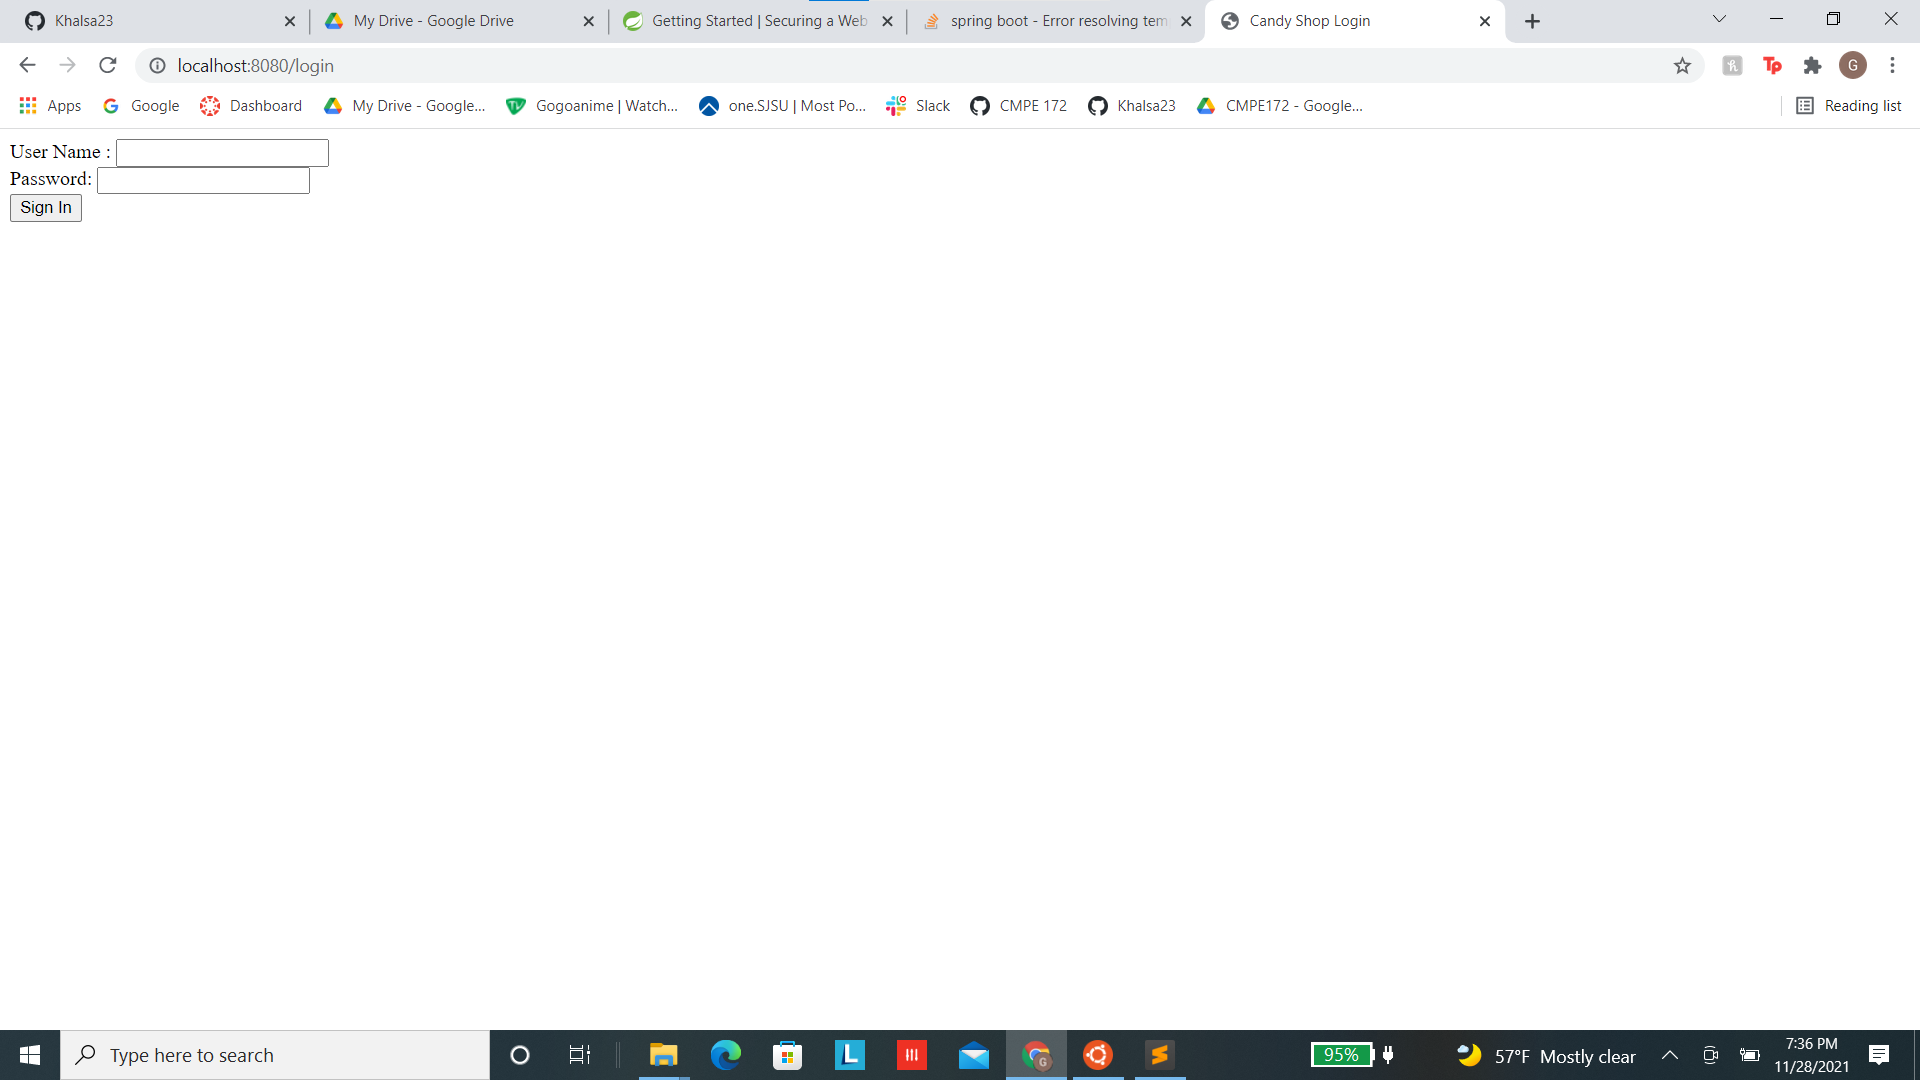 Khalsa23
My Drive - Google Drive
Getting Started | Securing a Web
spring boot - Error resolving tem
Candy Shop Login
localhost:8080/login
Tp
G
Apps
Google
Dashboard
My Drive - Google...
Gogoanime | Watch...
one.SJSU | Most Po...
Slack
CMPE 172
Khalsa23
CMPE172 - Google...
Reading list
User Name :
Password:
Sign In
Type here to search
L
G
95%
57°F Mostly clear
7:36 PM
11/28/2021